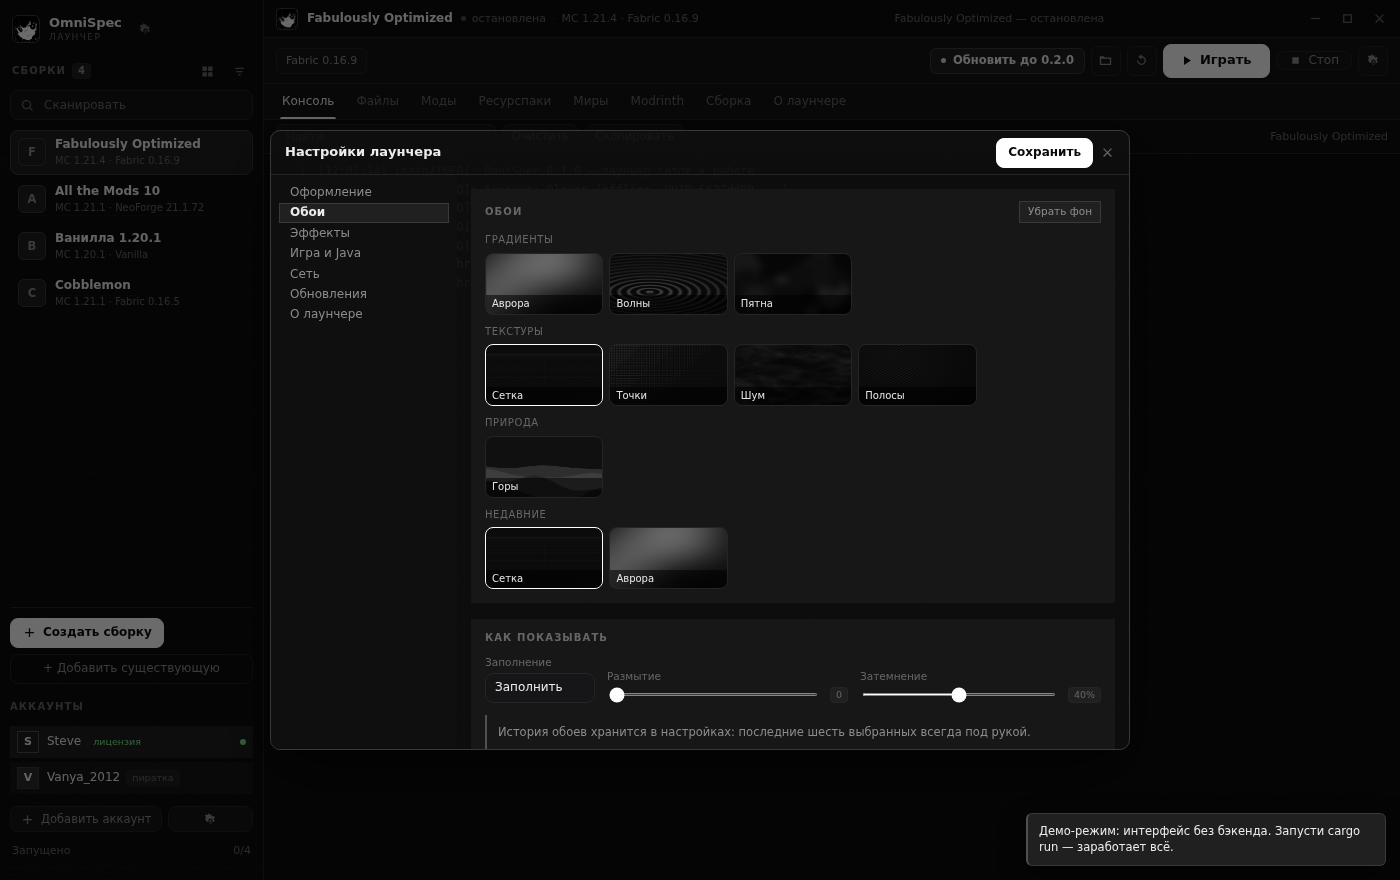 OmniSpec
ЛАУНЧЕР
СБОРКИ 4
Сканировать
F
Fabulously Optimized
MC 1.21.4 · Fabric 0.16.9
A
All the Mods 10
MC 1.21.1 · NeoForge 21.1.72
В
Ванилла 1.20.1
MC 1.20.1 · Vanilla
C
Cobblemon
MC 1.21.1 · Fabric 0.16.5
+ Создать сборку
+ Добавить существующую
АККАУНТЫ
S Steve лицензия
V Vanya_2012 пиратка
+ Добавить аккаунт
Запущено 0/4
Fabulously Optimized остановлена · MC 1.21.4 · Fabric 0.16.9
Fabulously Optimized — остановлена
Fabric 0.16.9
Обновить до 0.2.0
Играть
Стоп
Консоль Файлы Моды Ресурспаки Миры Modrinth Сборка О лаунчере
Очистить Скопировать
Fabulously Optimized
Настройки лаунчера
Сохранить
Оформление
Обои
Эффекты
Игра и Java
Сеть
Обновления
О лаунчере
ОБОИ
Убрать фон
ГРАДИЕНТЫ
Аврора Волны Пятна
ТЕКСТУРЫ
Сетка Точки Шум Полосы
ПРИРОДА
Горы
НЕДАВНИЕ
Сетка Аврора
КАК ПОКАЗЫВАТЬ
Заполнение
Заполнить
Размытие
0
Затемнение
40%
История обоев хранится в настройках: последние шесть выбранных всегда под рукой.
Демо-режим: интерфейс без бэкенда. Запусти cargo
run — заработает всё.